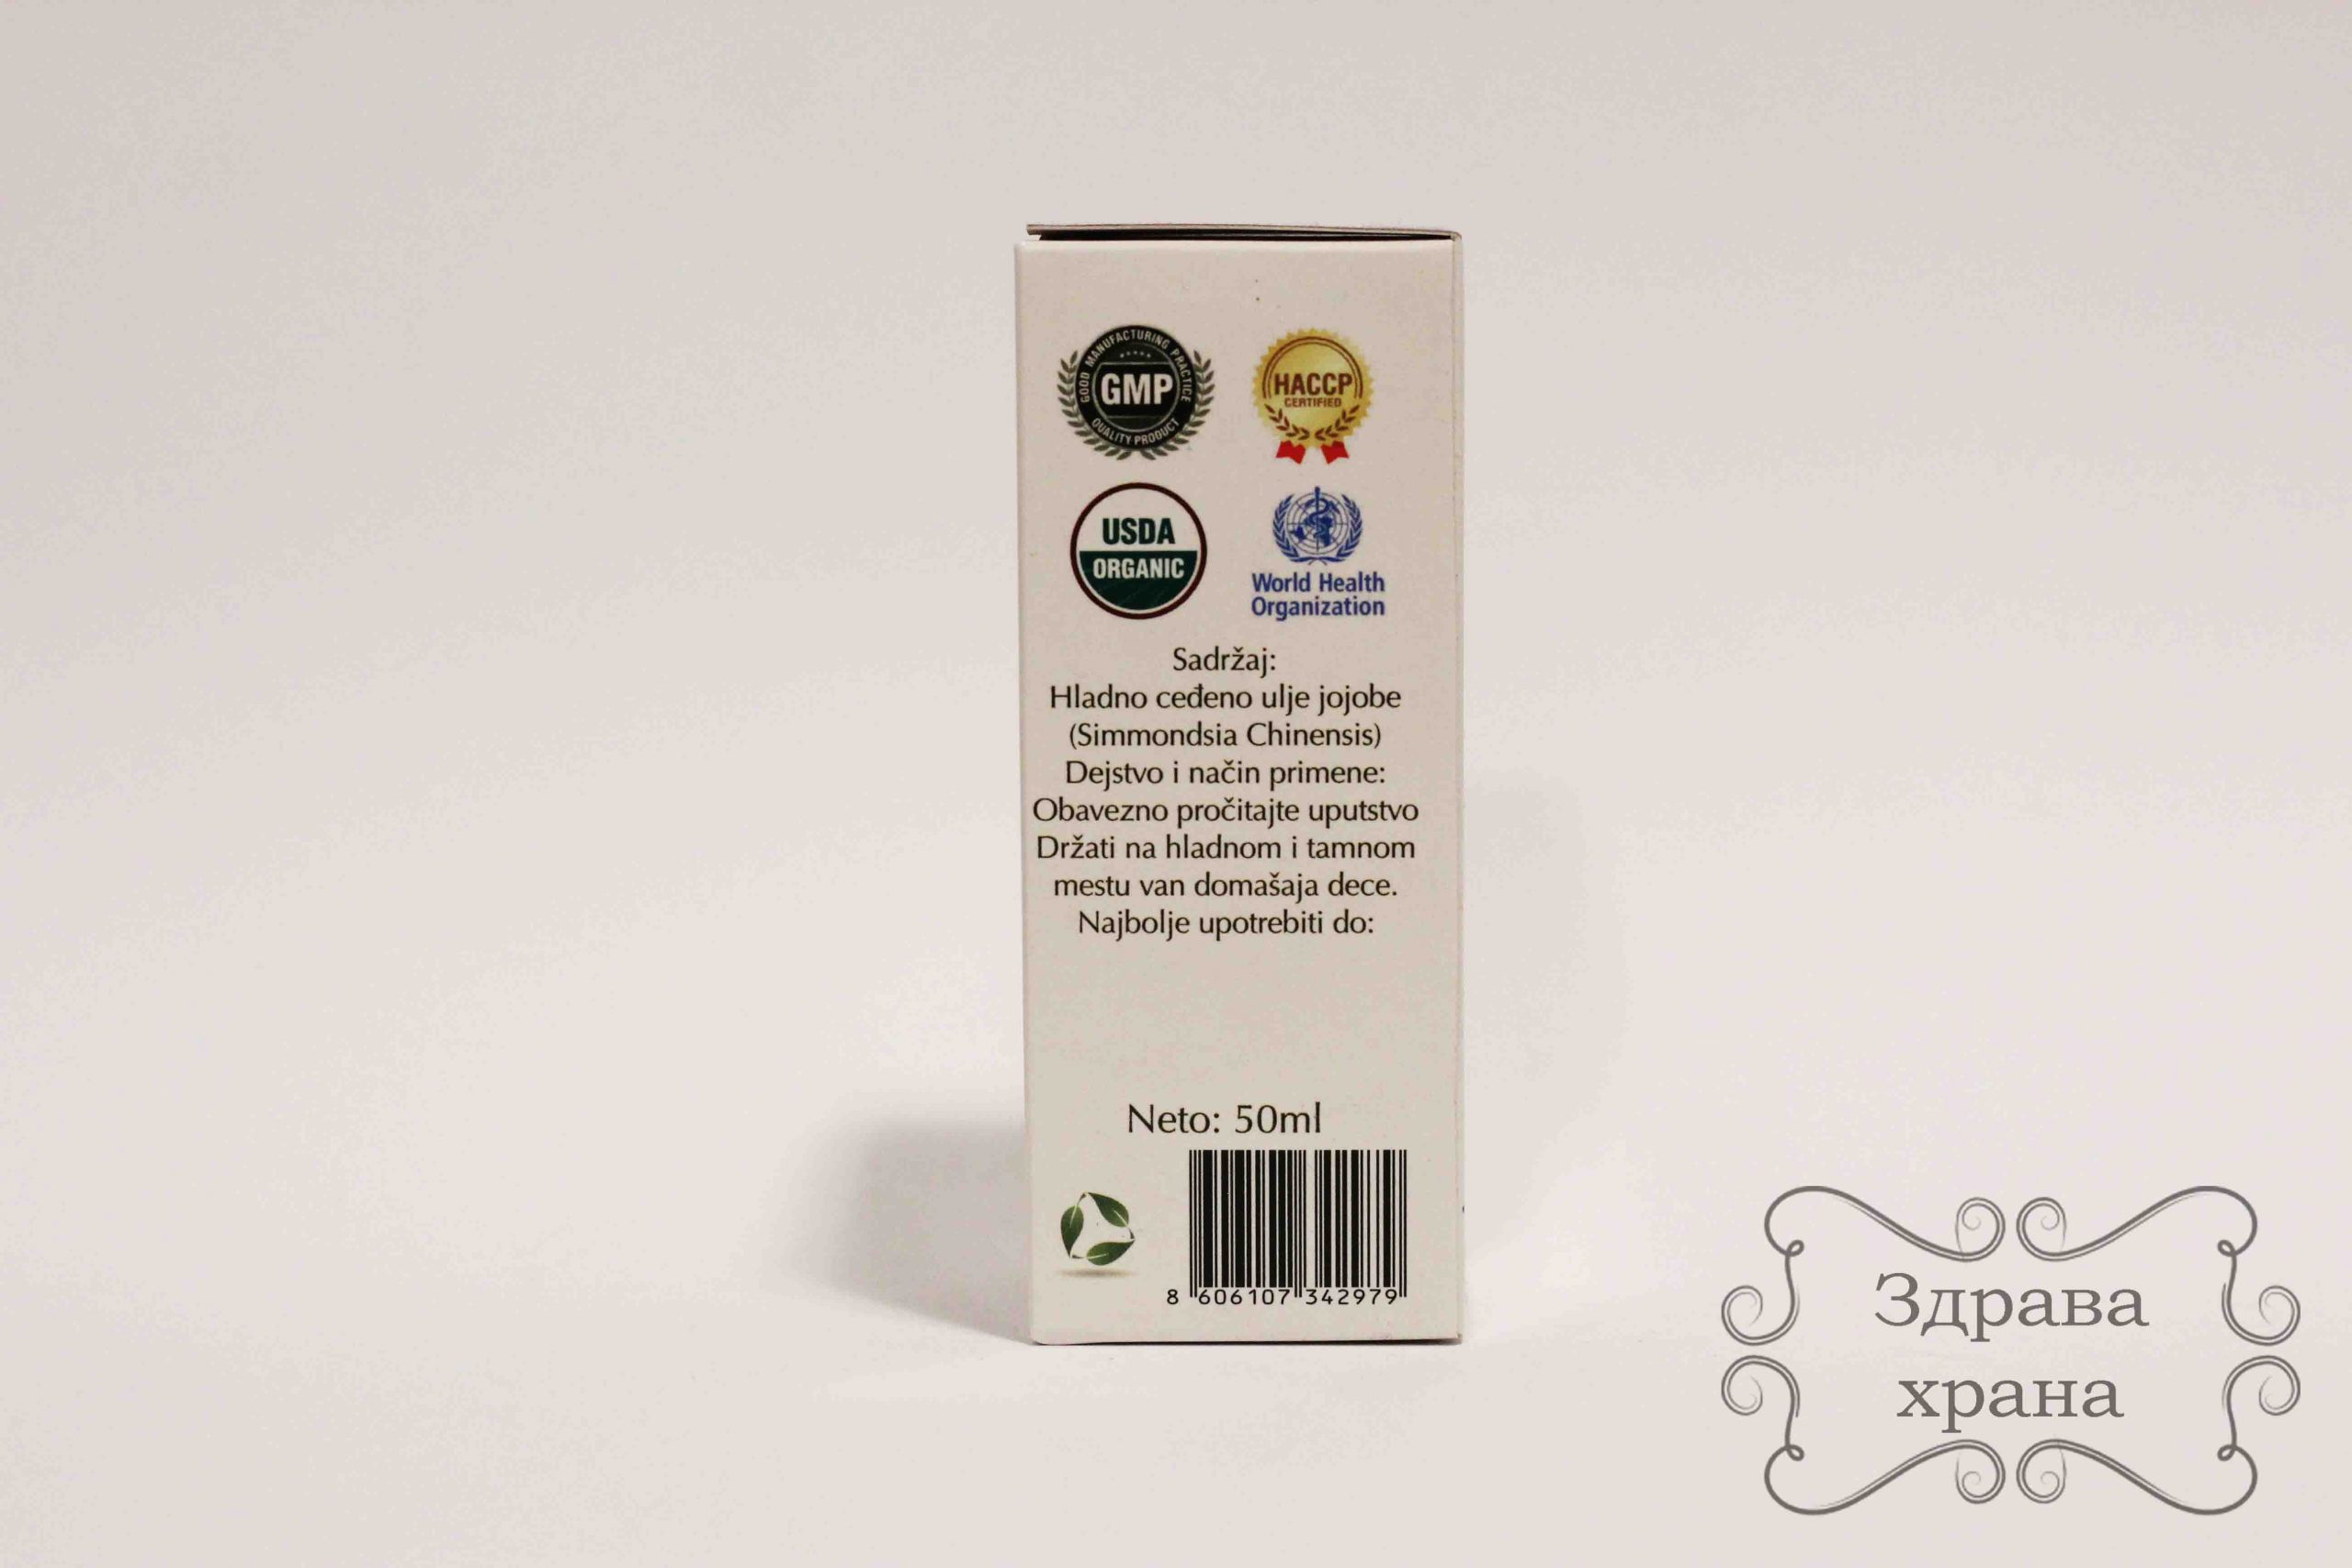 GOOD MANUFACTURING PRACTICE
GMP
QUALITY PRODUCT
HACCP
CERTIFIED
USDA
ORGANIC
World Health
Organization
Sadržaj:
Hladno ceđeno ulje jojobe
(Simmondsia Chinensis)
Dejstvo i način primene:
Obavezno pročitajte uputstvo
Držati na hladnom i tamnom
mestu van domašaja dece.
Najbolje upotrebiti do:
Neto: 50ml
8 606107 342979
Здрава
храна